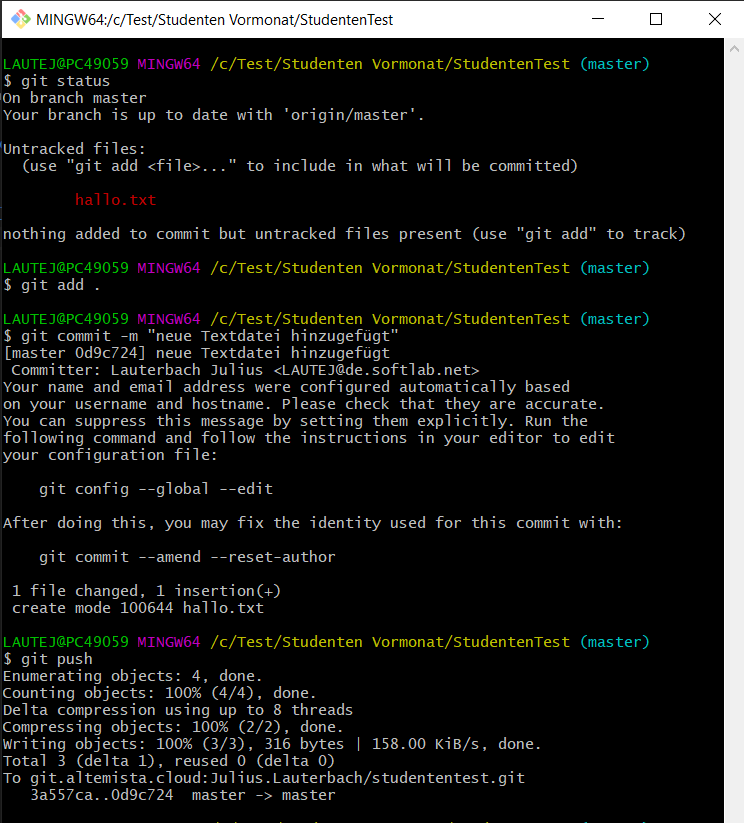 MINGW64:/c/Test/Studenten Vormonat/StudentenTest
LAUTEJ@PC49059 MINGW64 /c/Test/Studenten Vormonat/StudentenTest (master)
$ git status
On branch master
Your branch is up to date with 'origin/master'.
Untracked files:
(use "git add <file>..." to include in what will be committed)
hallo.txt
nothing added to commit but untracked files present (use "git add" to track)
LAUTEJ@PC49059 MINGW64 /c/Test/Studenten Vormonat/StudentenTest (master)
$ git add .
LAUTEJ@PC49059 MINGW64 /c/Test/Studenten Vormonat/StudentenTest (master)
$ git commit -m "neue Textdatei hinzugefügt"
[master 0d9c724] neue Textdatei hinzugefügt
Committer: Lauterbach Julius <LAUTEJ@de.softlab.net>
Your name and email address were configured automatically based
on your username and hostname. Please check that they are accurate.
You can suppress this message by setting them explicitly. Run the
following command and follow the instructions in your editor to edit
your configuration file:
git config --global --edit
After doing this, you may fix the identity used for this commit with:
git commit --amend --reset-author
1 file changed, 1 insertion(+)
create mode 100644 hallo.txt
LAUTEJ@PC49059 MINGW64 /c/Test/Studenten Vormonat/StudentenTest (master)
$ git push
Enumerating objects: 4, done.
Counting objects: 100% (4/4), done.
Delta compression using up to 8 threads
Compressing objects: 100% (2/2), done.
Writing objects: 100% (3/3), 316 bytes | 158.00 KiB/s, done.
Total 3 (delta 1), reused 0 (delta 0)
To git.altemista.cloud:Julius.Lauterbach/studententest.git
3a557ca..0d9c724 master -> master